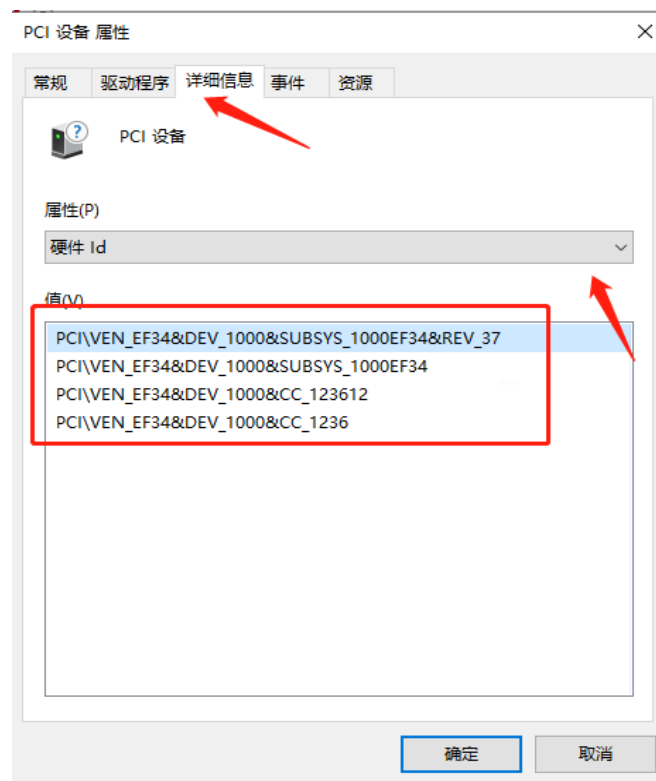 PCI 设备 属性
常规 驱动程序 详细信息 事件 资源
PCI 设备
属性(P)
硬件 Id
值(V)
PCI\VEN_EF34&DEV_1000&SUBSYS_1000EF34&REV_37
PCI\VEN_EF34&DEV_1000&SUBSYS_1000EF34
PCI\VEN_EF34&DEV_1000&CC_123612
PCI\VEN_EF34&DEV_1000&CC_1236
确定 取消